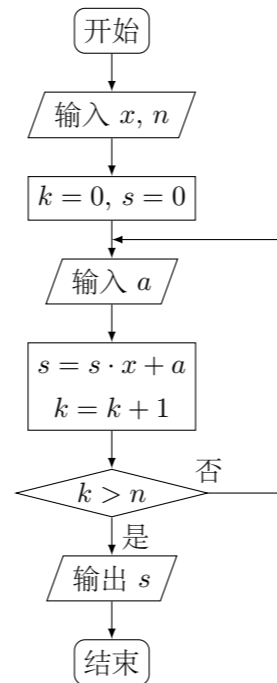 开始
输入 x, n
k = 0, s = 0
输入 a
s = s · x + a
k = k + 1
k > n
否
是
输出 s
结束